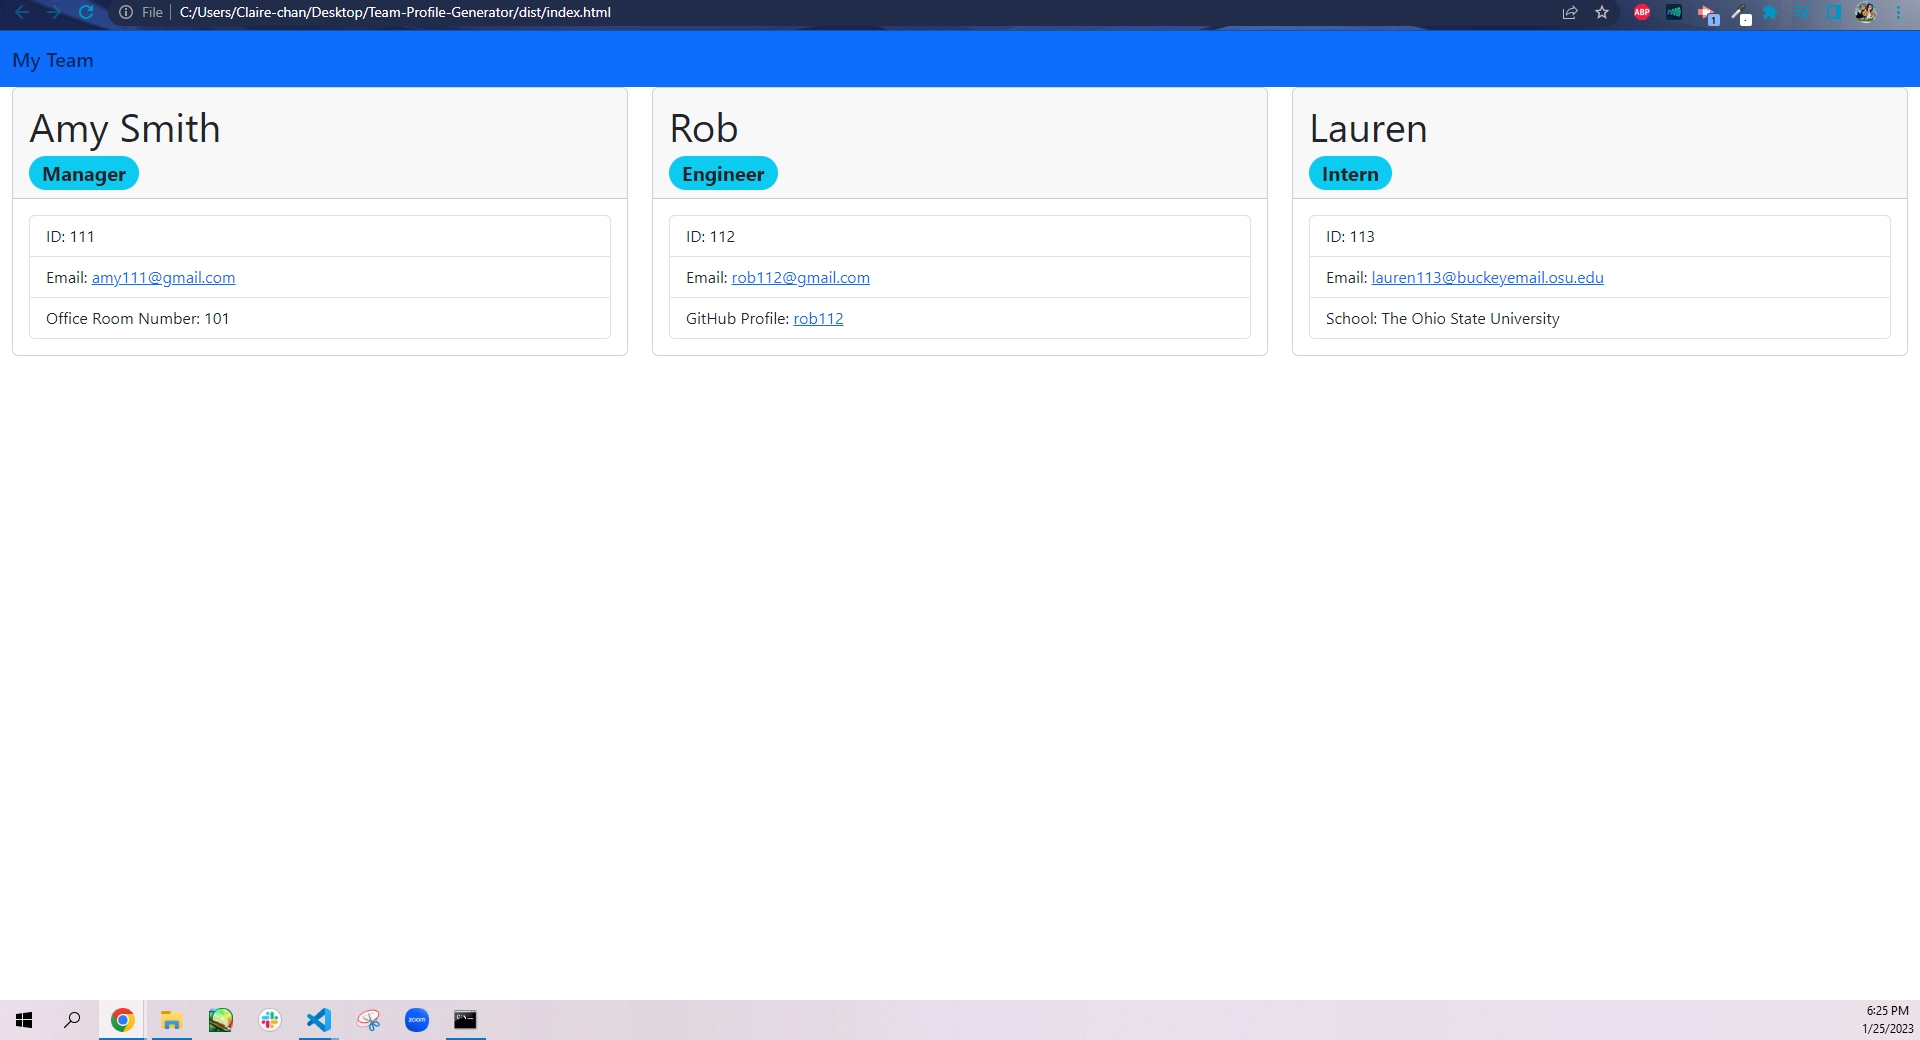 File C:/Users/Claire-chan/Desktop/Team-Profile-Generator/dist/index.html
ABP
1
My Team
Amy Smith
Manager
ID: 111
Email: amy111@gmail.com
Office Room Number: 101
Rob
Engineer
ID: 112
Email: rob112@gmail.com
GitHub Profile: rob112
Lauren
Intern
ID: 113
Email: lauren113@buckeyemail.osu.edu
School: The Ohio State University
zoom
6:25 PM
1/25/2023